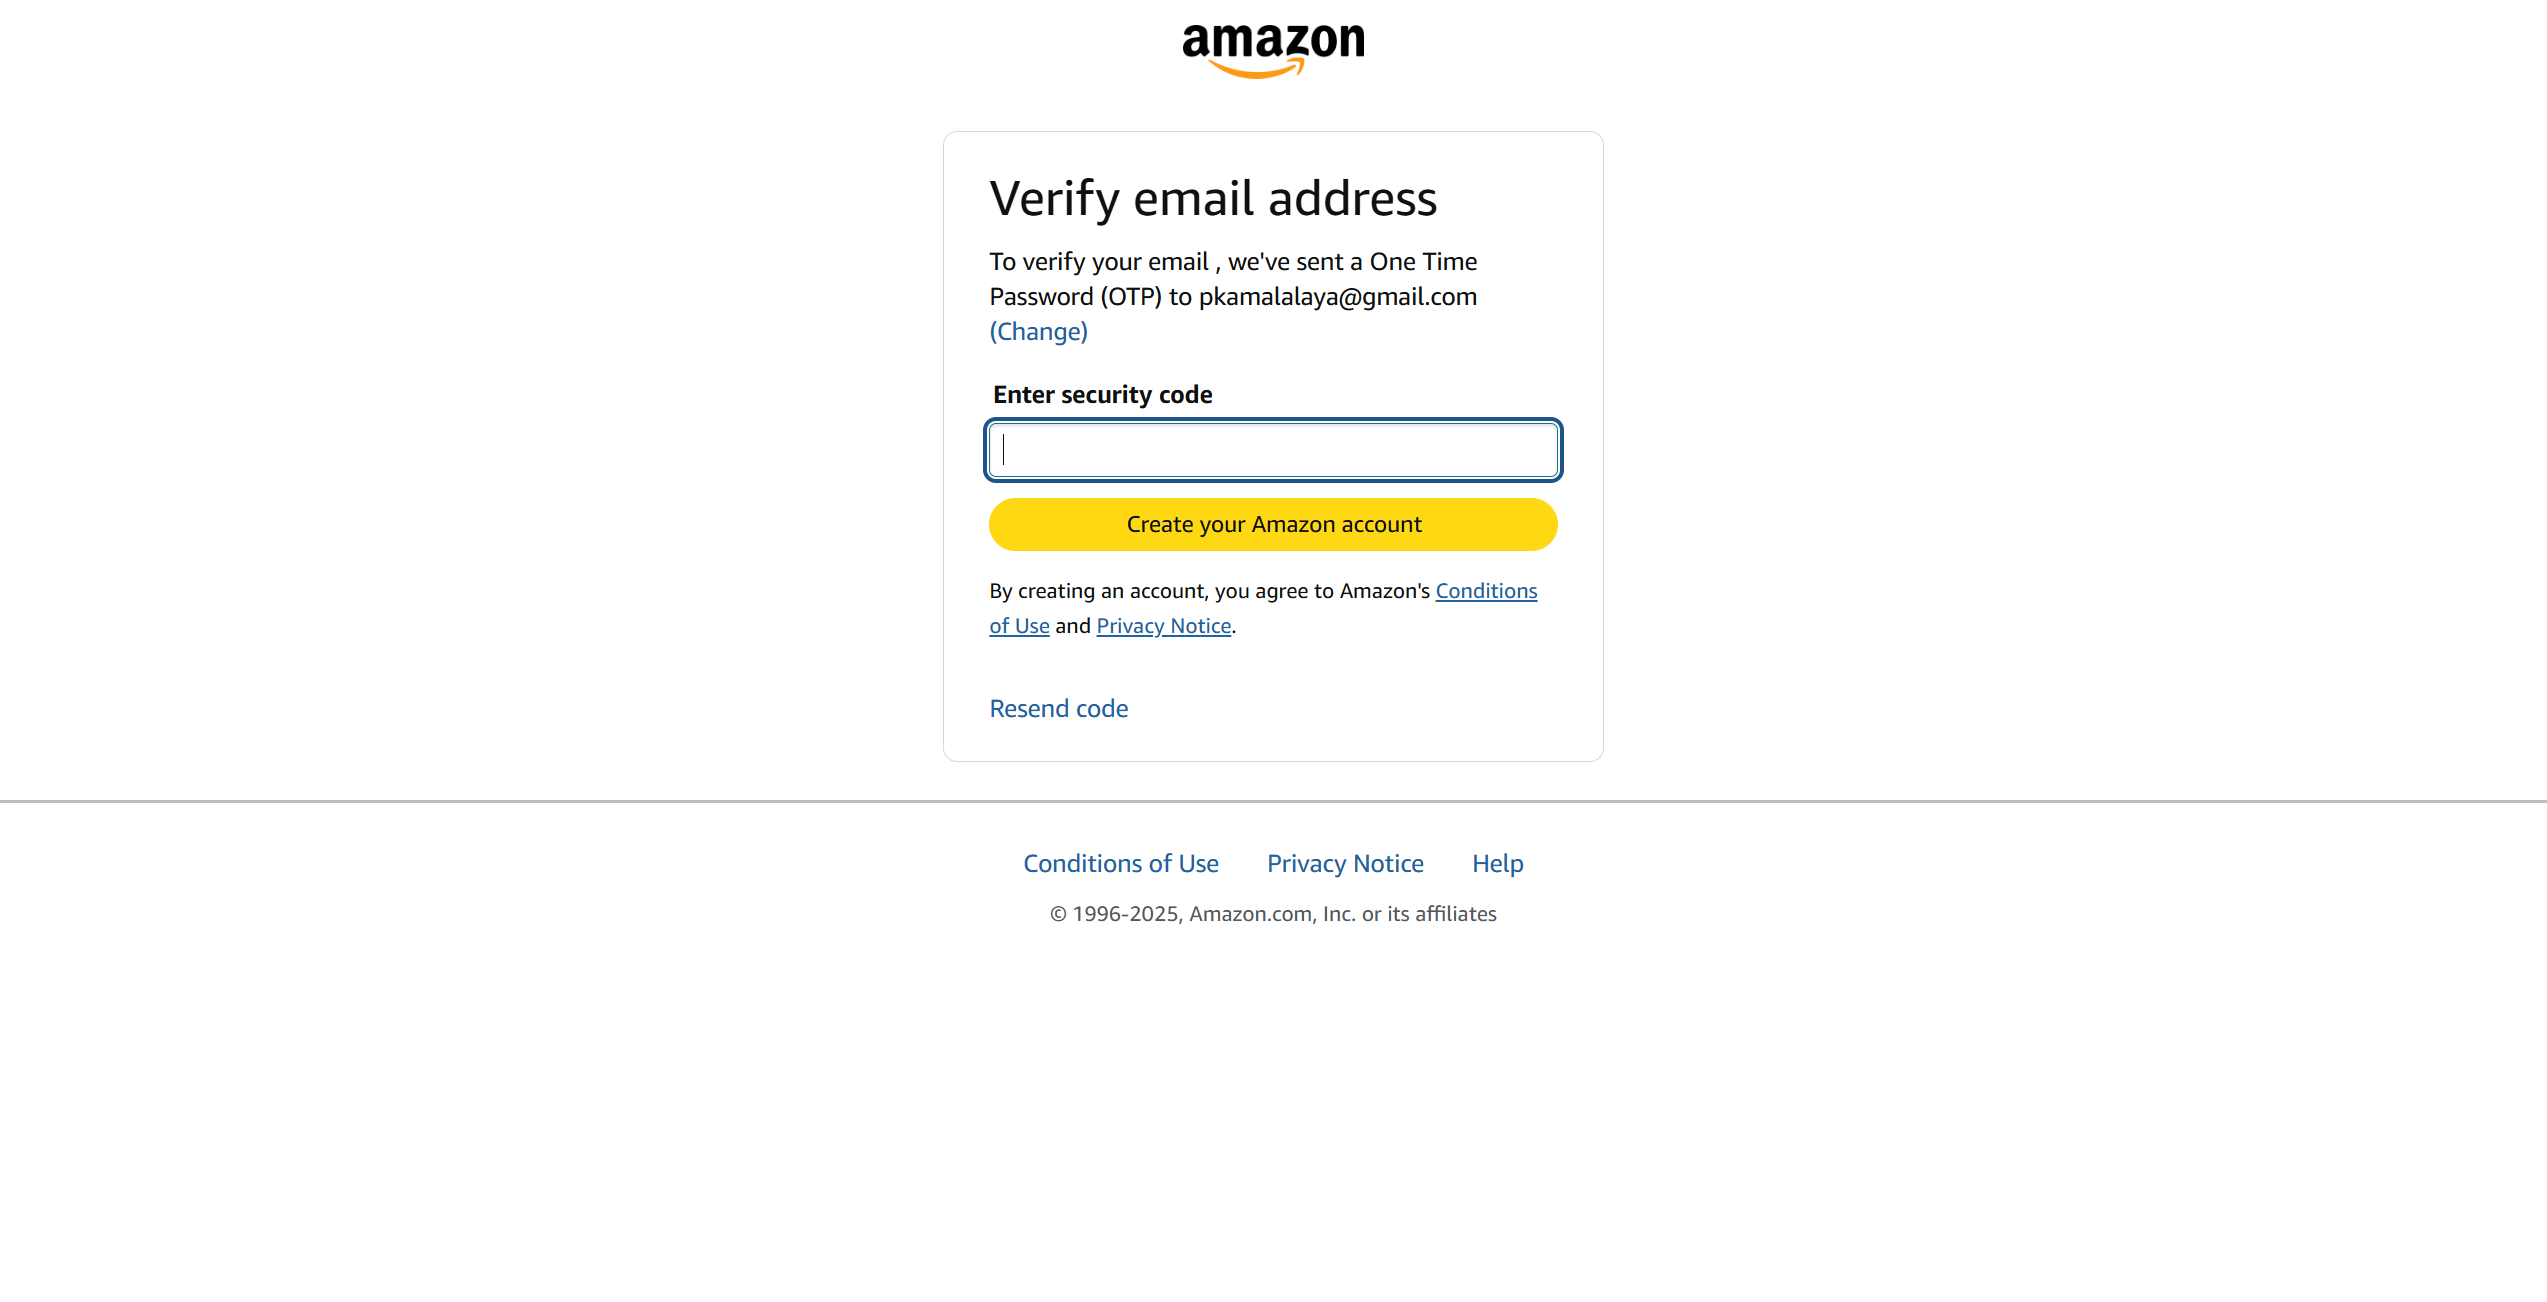 amazon
Verify email address
To verify your email , we've sent a One Time
Password (OTP) to pkamalalaya@gmail.com
(Change)
Enter security code
Create your Amazon account
By creating an account, you agree to Amazon's Conditions
of Use and Privacy Notice.
Resend code
Conditions of Use Privacy Notice Help
© 1996-2025, Amazon.com, Inc. or its affiliates